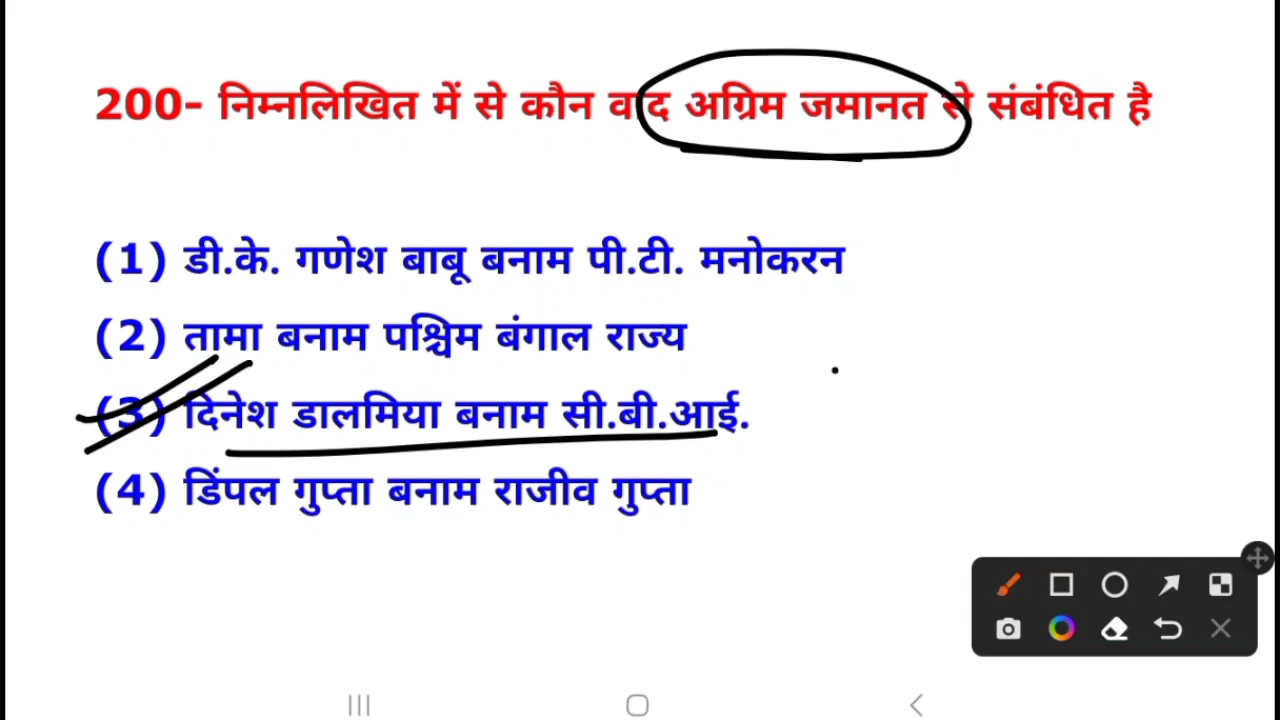 200- निम्नलिखित में से कौन वाद अग्रिम जमानत से संबंधित है
(1) डी.के. गणेश बाबू बनाम पी.टी. मनोकरन
(2) तामा बनाम पश्चिम बंगाल राज्य
(3) दिनेश डालमिया बनाम सी.बी.आई.
(4) डिंपल गुप्ता बनाम राजीव गुप्ता